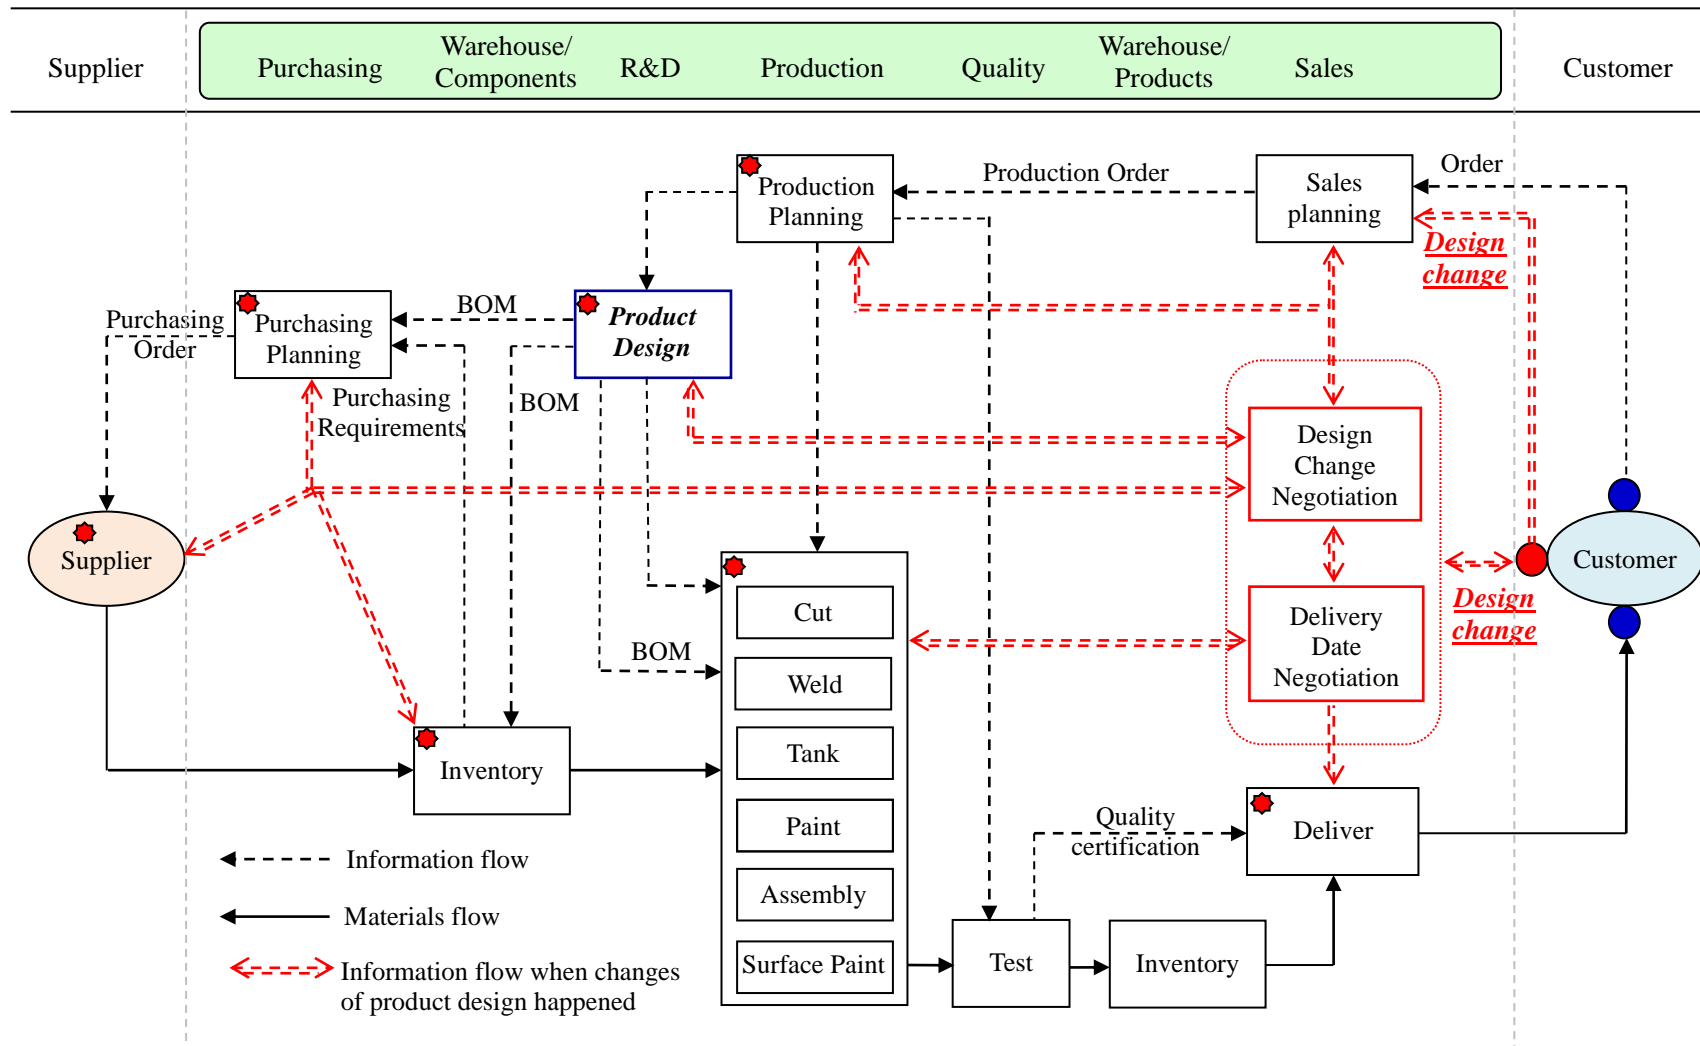 Supplier
Purchasing
Warehouse/
Components
R&D
Production
Quality
Warehouse/
Products
Sales
Customer
Production
Planning
Production Order
Sales
planning
Order
Design
change
Purchasing
Order
Purchasing
Planning
BOM
Product
Design
Purchasing
Requirements
BOM
Design
Change
Negotiation
Supplier
Customer
Cut
Design
change
BOM
Weld
Delivery
Date
Negotiation
Tank
Inventory
Paint
Quality
certification
Deliver
Information flow
Assembly
Materials flow
Surface Paint
Test
Inventory
Information flow when changes
of product design happened